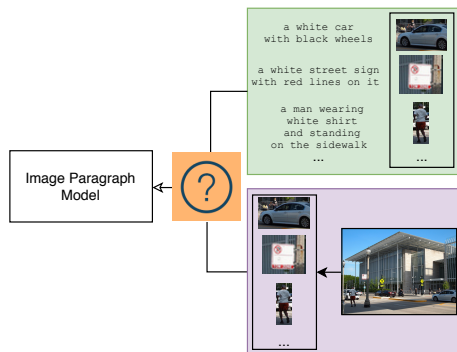 a white car
with black wheels
a white street sign
with red lines on it
a man wearing
white shirt
and standing
on the sidewalk
...
...
Image Paragraph
Model
?
...